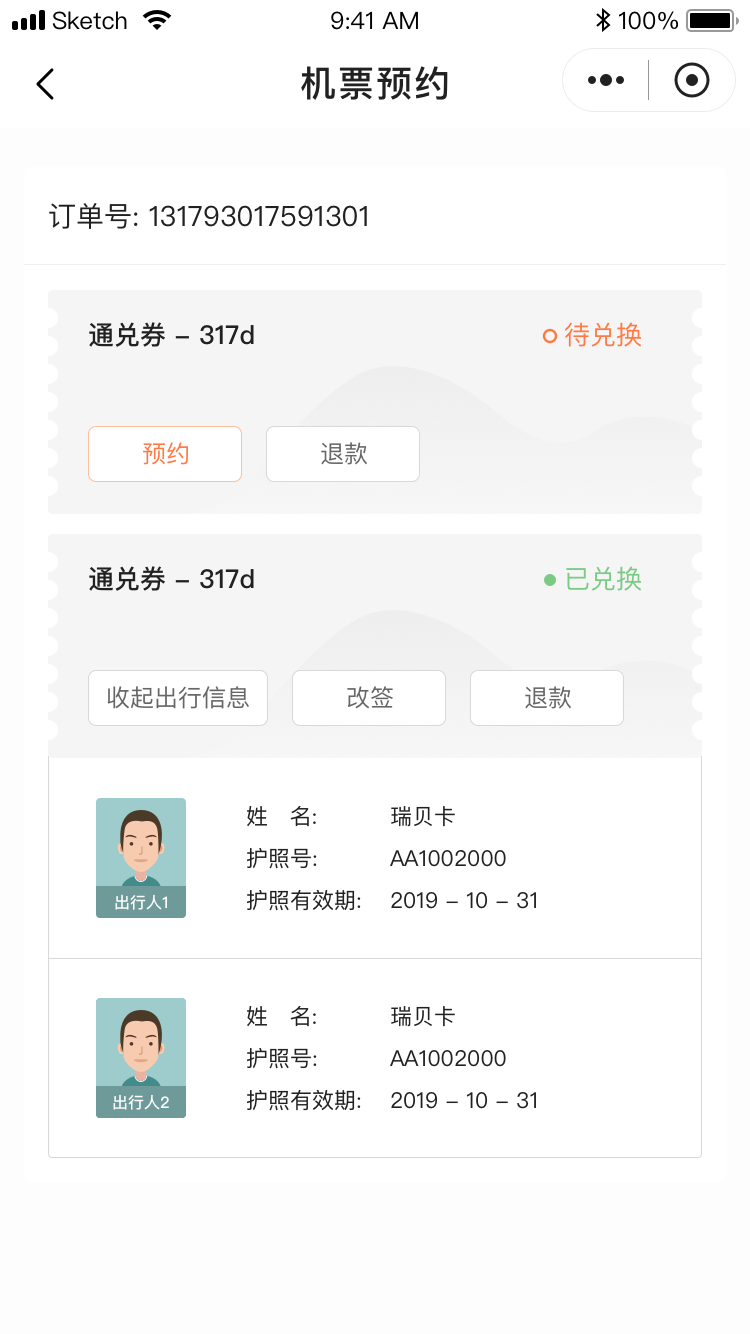 Sketch 9:41 AM 100%
机票预约
订单号: 131793017591301
通兑券 – 317d 待兑换
预约 退款
通兑券 – 317d 已兑换
收起出行信息 改签 退款
姓 名: 瑞贝卡
护照号: AA1002000
护照有效期: 2019 – 10 – 31
出行人1
姓 名: 瑞贝卡
护照号: AA1002000
护照有效期: 2019 – 10 – 31
出行人2